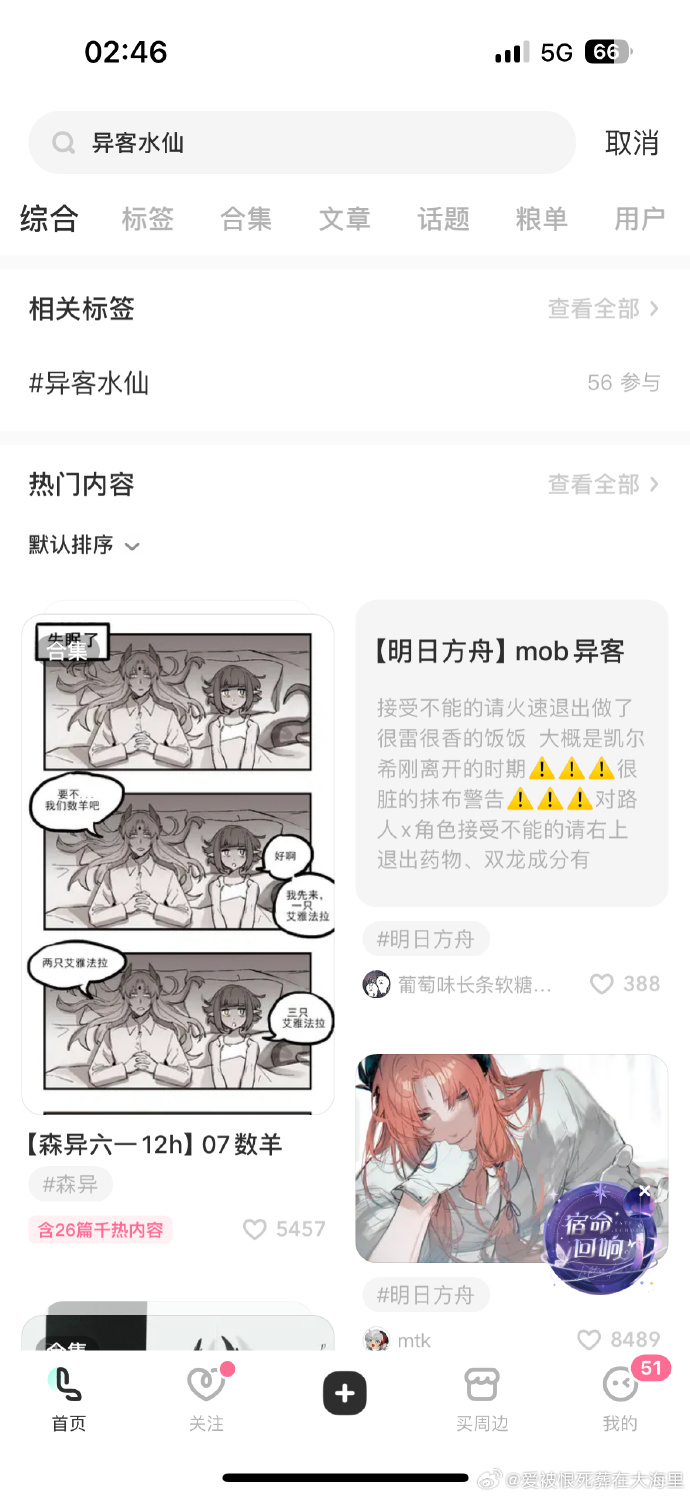 02:46
5G
66
异客水仙
取消
综合 标签 合集 文章 话题 粮单 用户
相关标签
查看全部
#异客水仙
56 参与
热门内容
查看全部
默认排序
失眠了
合集
要不...
我们数羊吧
好啊
我先来，
一只
艾雅法拉
两只艾雅法拉
三只
艾雅法拉
【森异六一12h】07数羊
#森异
含26篇千热内容
5457
【明日方舟】mob异客
接受不能的请火速退出做了
很雷很香的饭饭 大概是凯尔
希刚离开的时期⚠️⚠️⚠️很
脏的抹布警告⚠️⚠️⚠️对路
人x角色接受不能的请右上
退出药物、双龙成分有
#明日方舟
葡萄味长条软糖...
388
宿命
回响
#明日方舟
mtk
8489
合集
首页
关注
买周边
51
我的
@爱被恨死葬在大海里